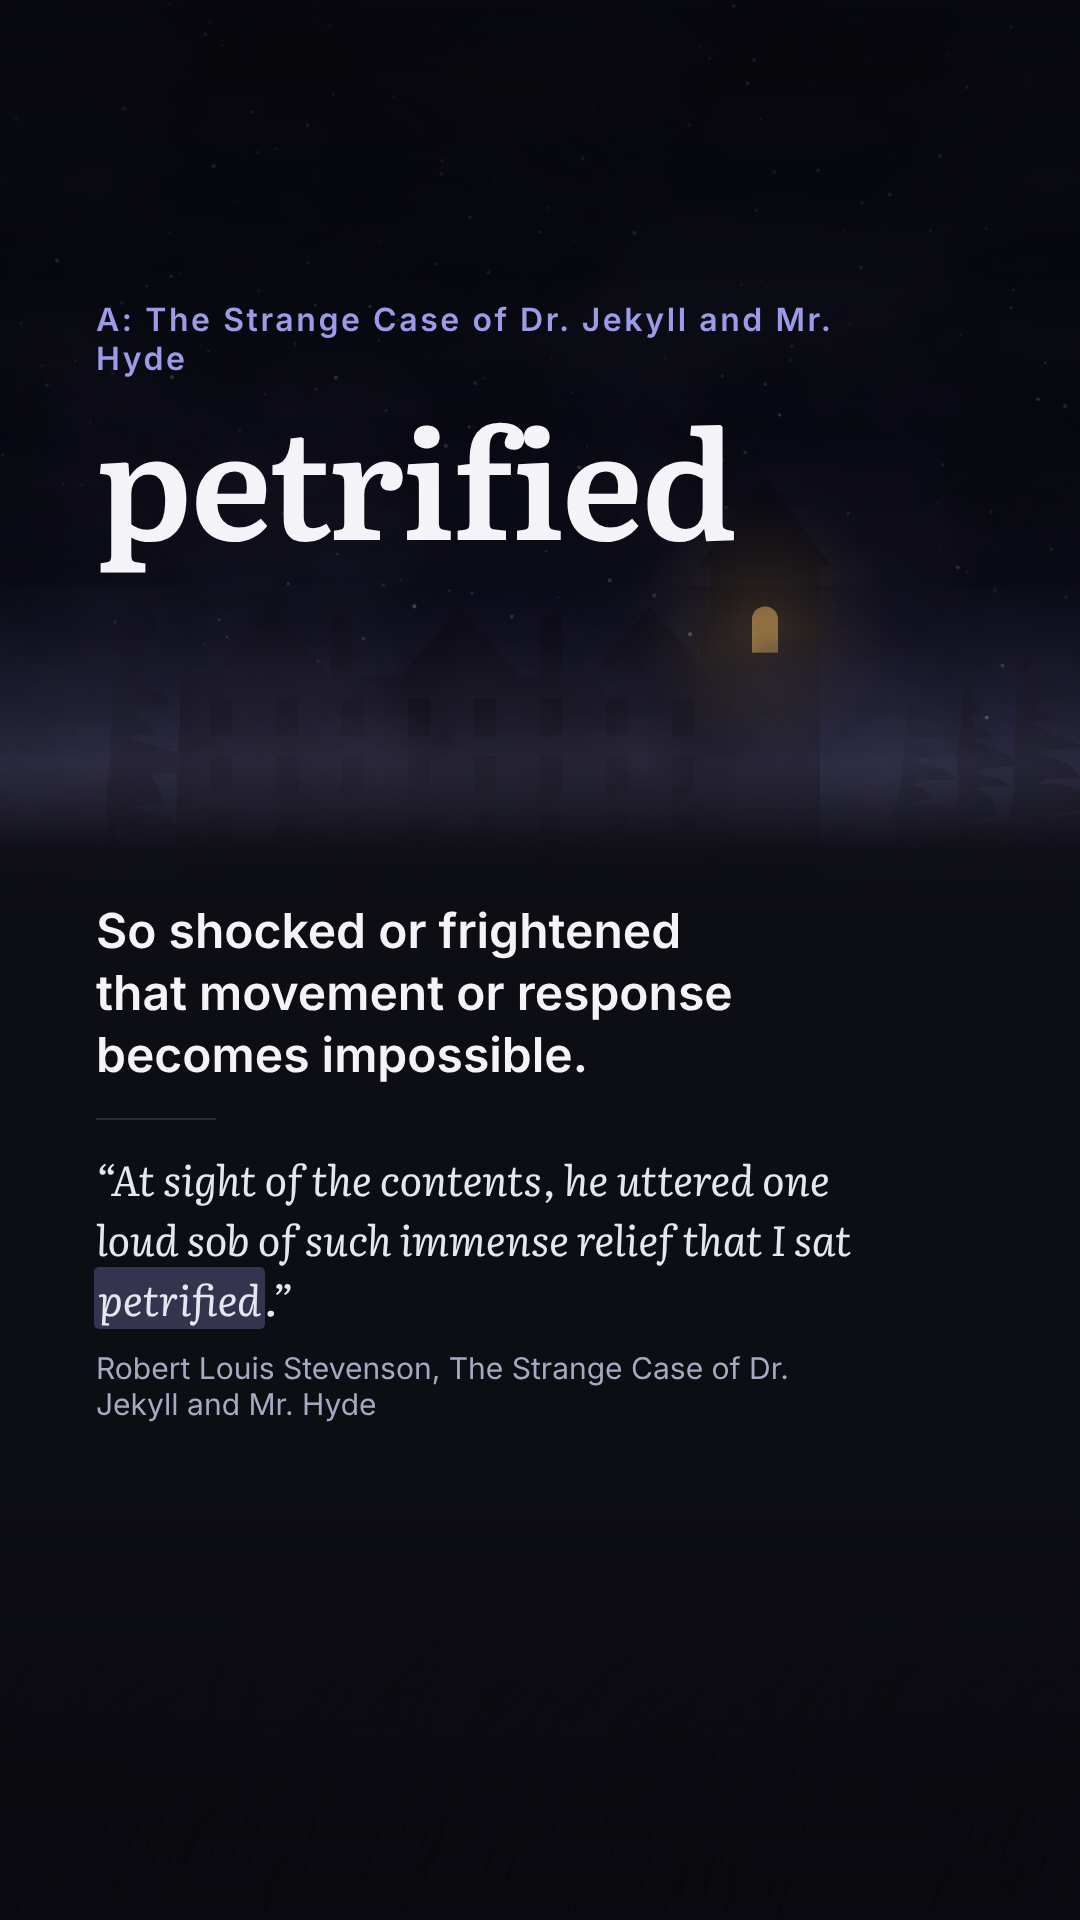 A: The Strange Case of Dr. Jekyll and Mr.
Hyde
petrified
So shocked or frightened
that movement or response
becomes impossible.
“At sight of the contents, he uttered one
loud sob of such immense relief that I sat
petrified.”
Robert Louis Stevenson, The Strange Case of Dr.
Jekyll and Mr. Hyde